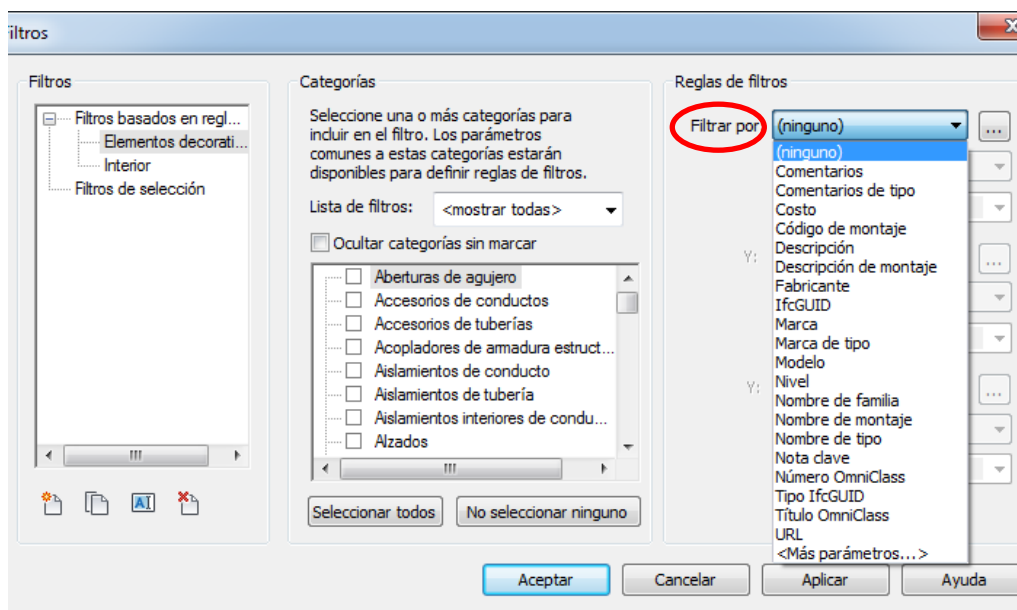 iltros
Filtros
Filtros basados en regl...
Elementos decorati...
Interior
Filtros de selección
Categorías
Seleccione una o más categorías para
incluir en el filtro. Los parámetros
comunes a estas categorías estarán
disponibles para definir reglas de filtros.
Lista de filtros: <mostrar todas>
Ocultar categorías sin marcar
Aberturas de agujero
Accesorios de conductos
Accesorios de tuberías
Acopladores de armadura estruct...
Aislamientos de conducto
Aislamientos de tubería
Aislamientos interiores de condu...
Alzados
Seleccionar todos No seleccionar ninguno
Reglas de filtros
Filtrar por (ninguno) ...
(ninguno)
Comentarios
Comentarios de tipo
Costo
Código de montaje
Descripción
Y: ...
Descripción de montaje
Fabricante
IfcGUID
Marca
Marca de tipo
Modelo
Nivel
Y: ...
Nombre de familia
Nombre de montaje
Nombre de tipo
Nota clave
Número OmniClass
Tipo IfcGUID
Título OmniClass
URL
<Más parámetros...>
Aceptar Cancelar Aplicar Ayuda